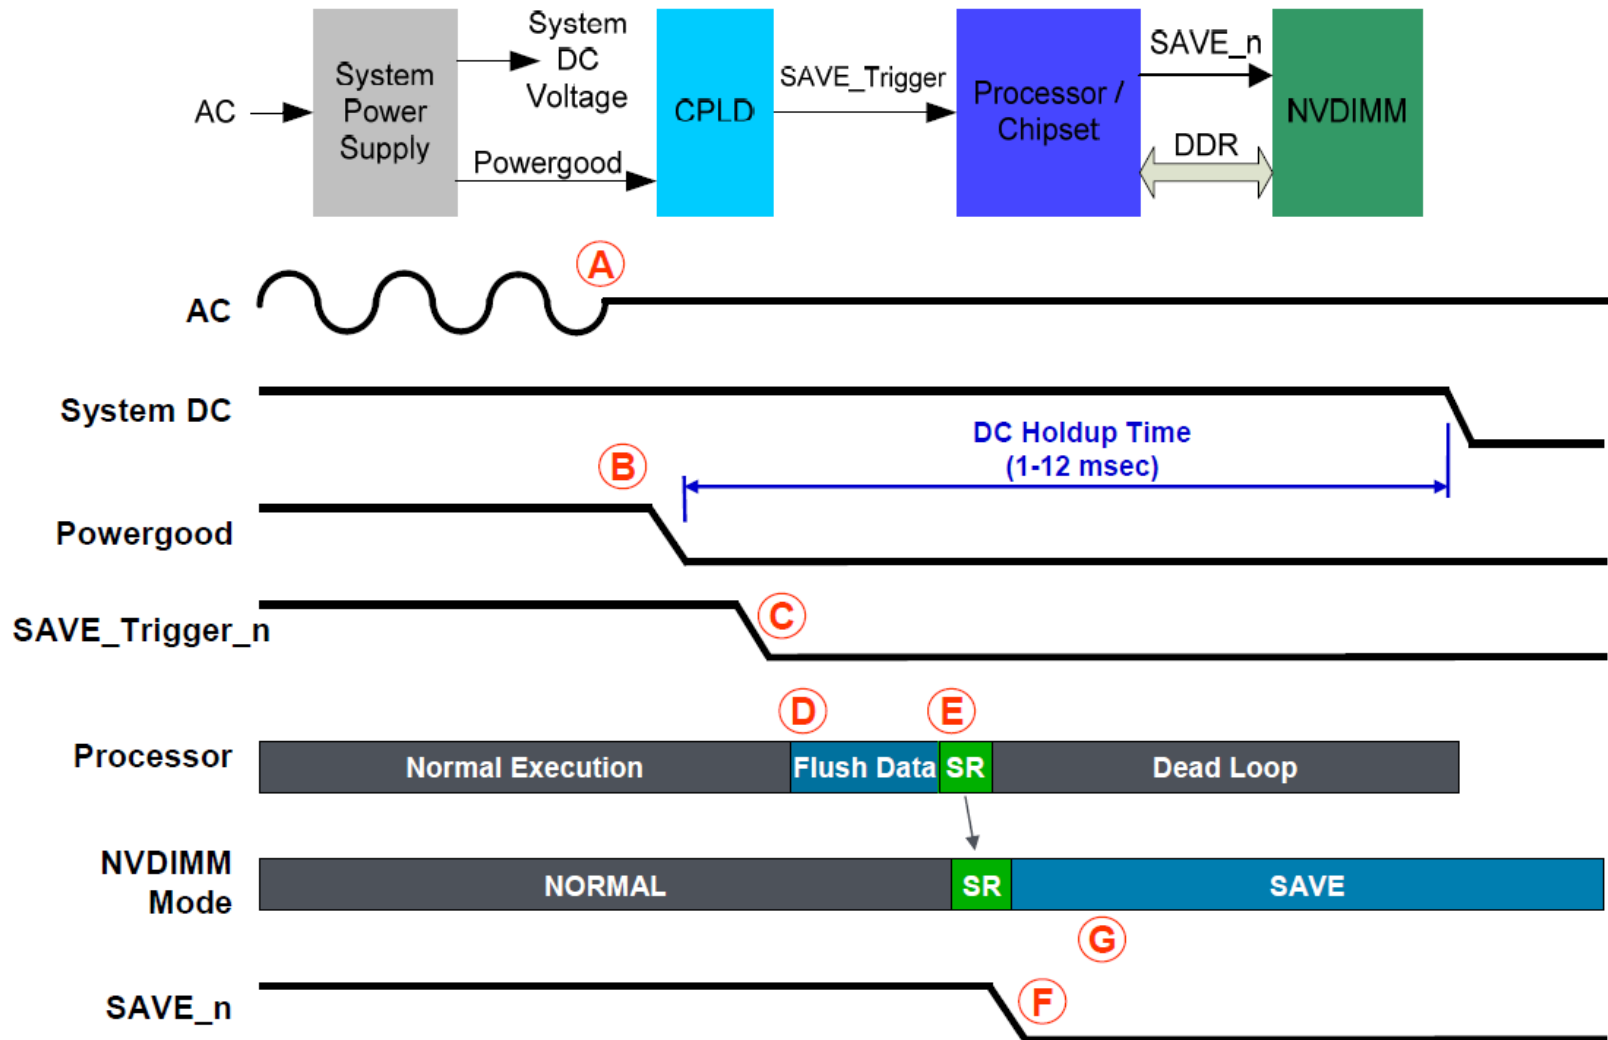 AC
System
Power
Supply
System
DC
Voltage
Powergood
CPLD
SAVE_Trigger
Processor /
Chipset
SAVE_n
DDR
NVDIMM
A
AC
System DC
DC Holdup Time
(1-12 msec)
B
Powergood
C
SAVE_Trigger_n
D
E
Processor
Normal Execution
Flush Data
SR
Dead Loop
NVDIMM
Mode
NORMAL
SR
SAVE
G
SAVE_n
F